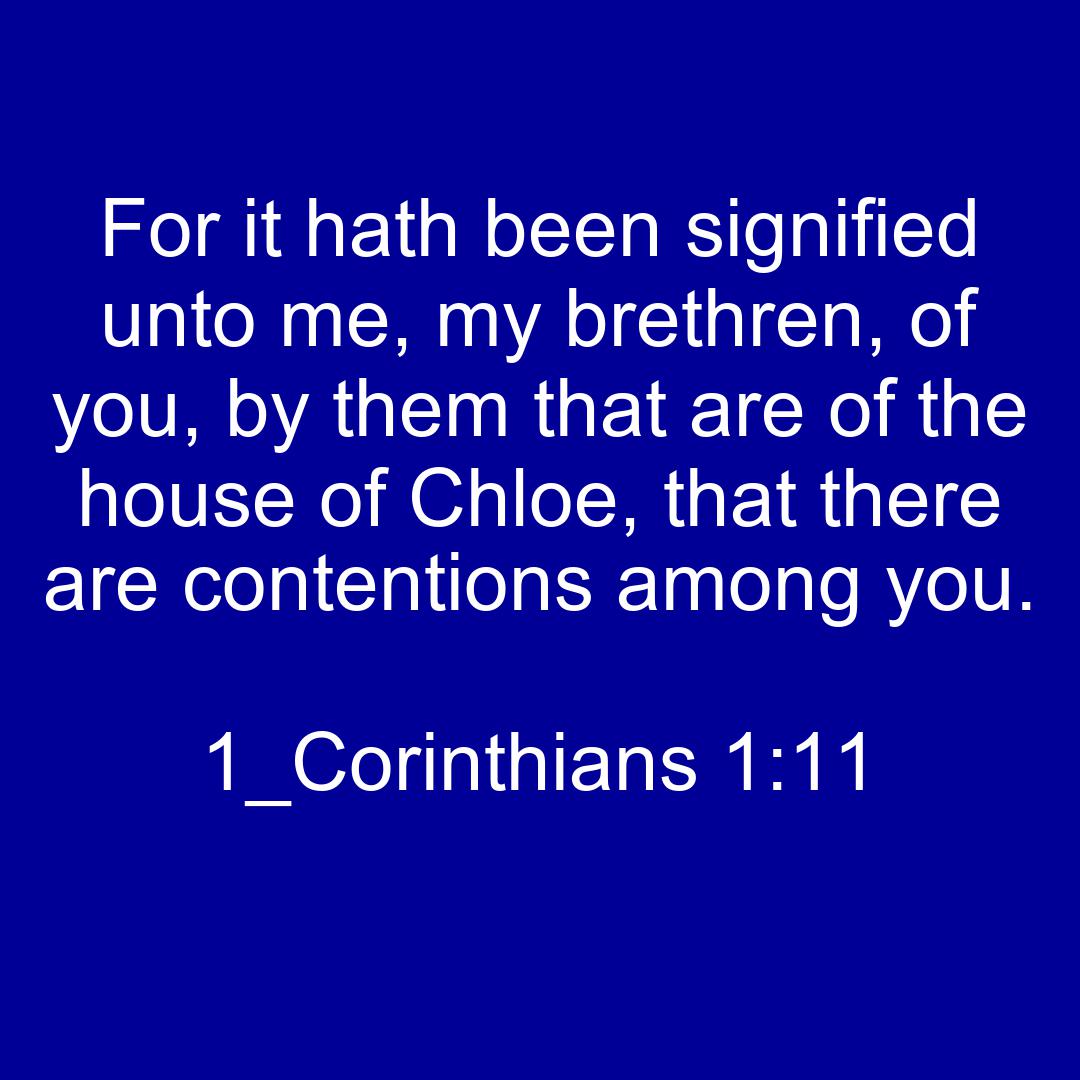 For it hath been signified
unto me, my brethren, of
you, by them that are of the
house of Chloe, that there
are contentions among you.
1_Corinthians 1:11